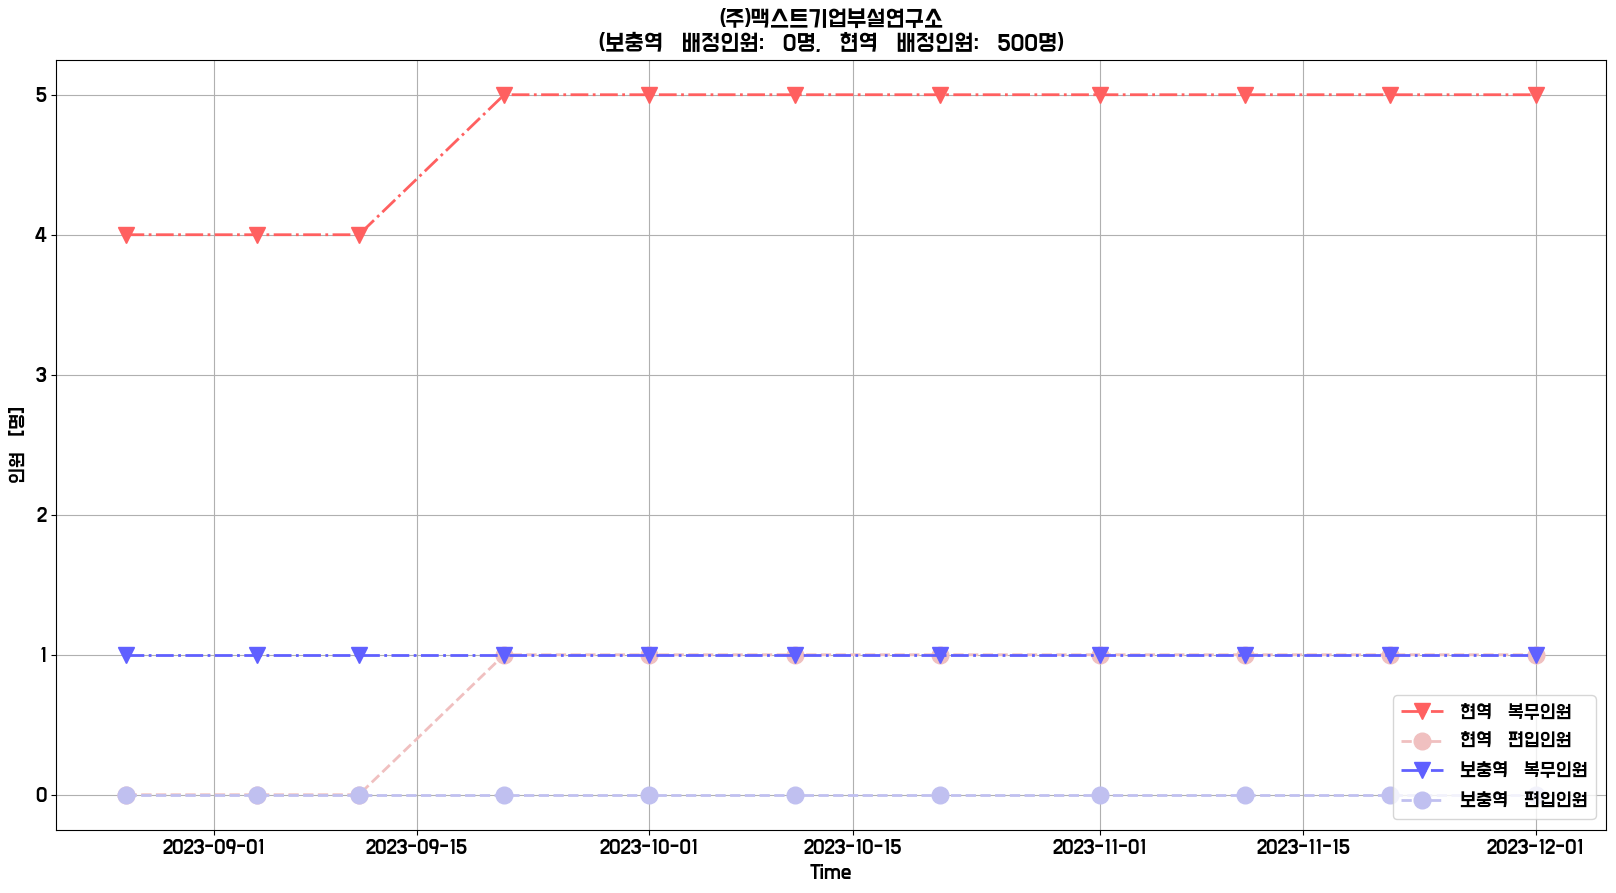 (주)맥스트기업부설연구소
(보충역 배정인원: 0명, 현역 배정인원: 500명)
5
4
3
2
1
0
인원 [명]
현역 복무인원
현역 편입인원
보충역 복무인원
보충역 편입인원
2023-09-01 2023-09-15 2023-10-01 2023-10-15 2023-11-01 2023-11-15 2023-12-01
Time